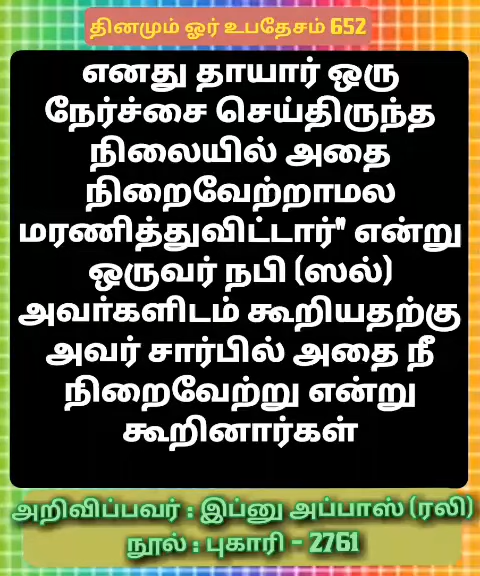 தினமும் ஓர் உபதேசம் 652
எனது தாயார் ஒரு
நேர்ச்சை செய்திருந்த
நிலையில் அதை
நிறைவேற்றாமல
மரணித்துவிட்டார்" என்று
ஒருவர் நபி (ஸல்)
அவர்களிடம் கூறியதற்கு
அவர் சார்பில் அதை நீ
நிறைவேற்று என்று
கூறினார்கள்
அறிவிப்பவர் : இப்னு அப்பாஸ் (ரலி)
நூல் : புகாரி - 2761